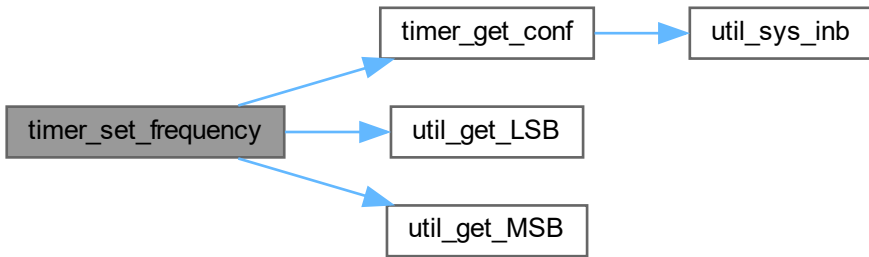 timer_get_conf
util_sys_inb
timer_set_frequency
util_get_LSB
util_get_MSB